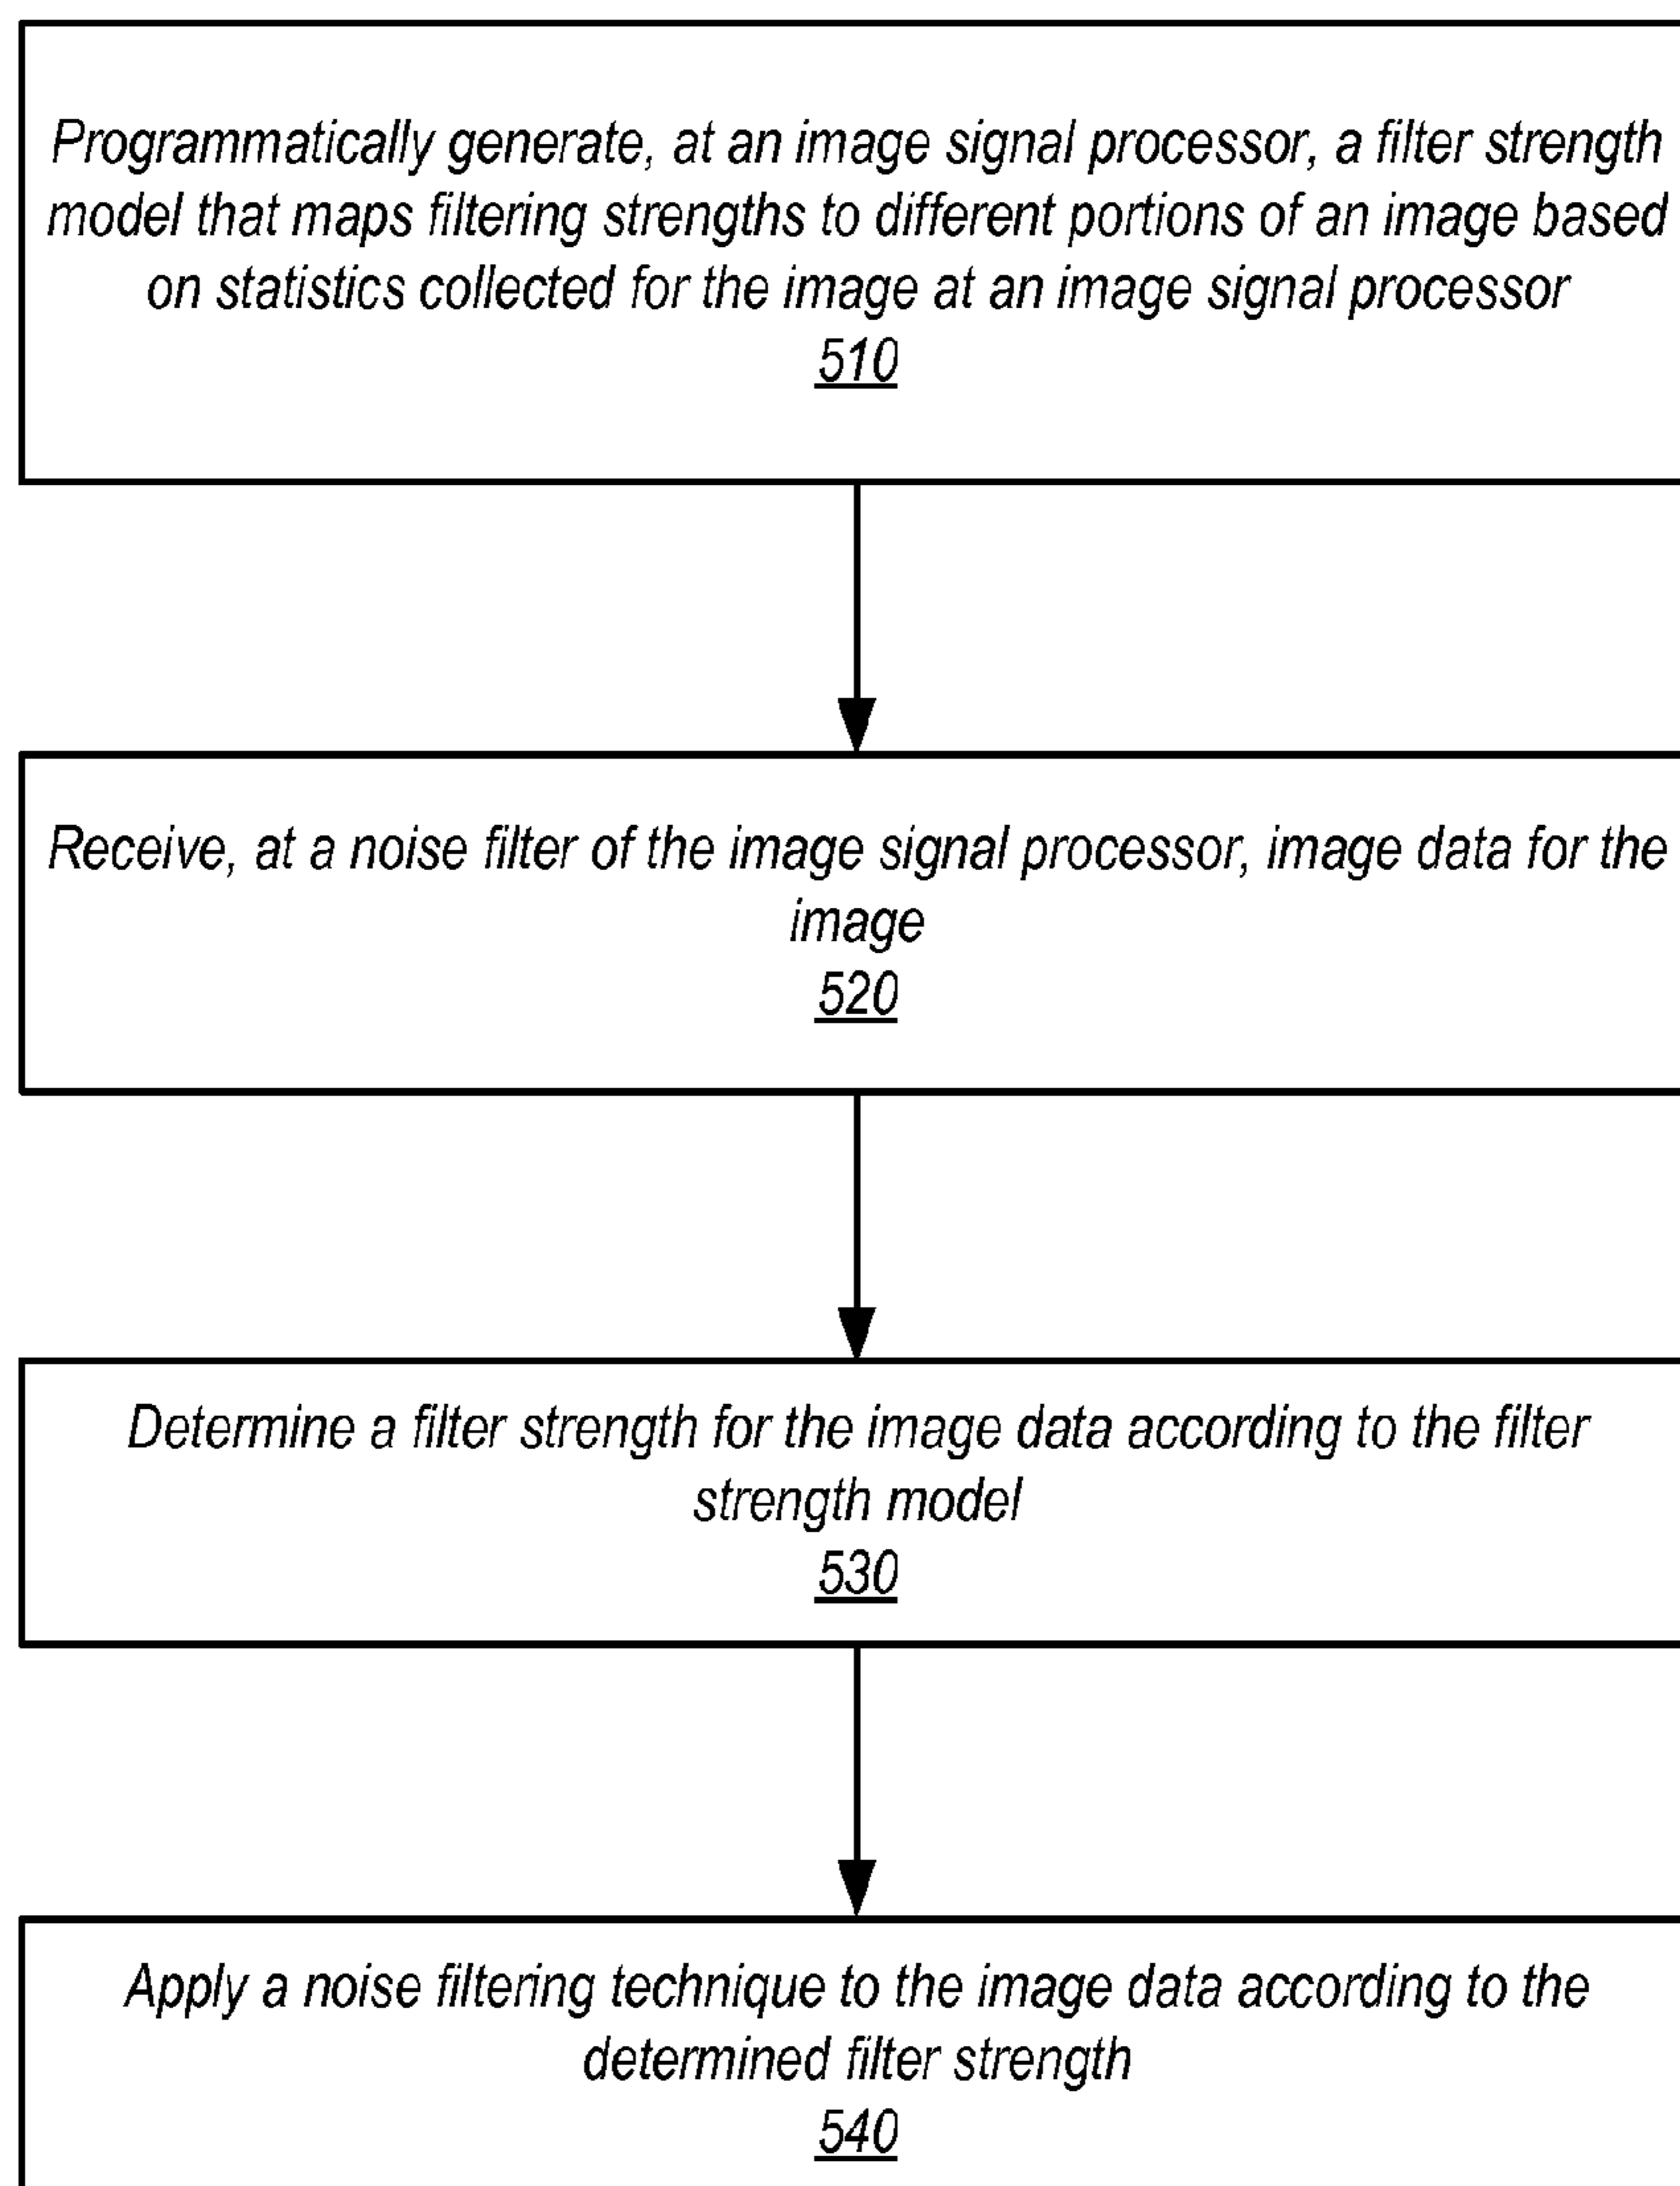 Programmatically generate, at an image signal processor, a filter strength
model that maps filtering strengths to different portions of an image based
on statistics collected for the image at an image signal processor
510
Receive, at a noise filter of the image signal processor, image data for the
image
520
Determine a filter strength for the image data according to the filter
strength model
530
Apply a noise filtering technique to the image data according to the
determined filter strength
540